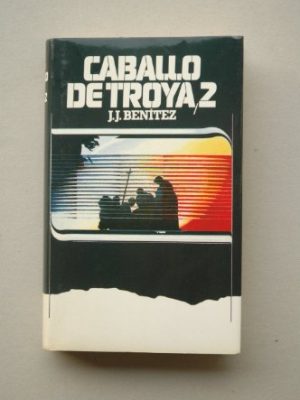 CABALLO
DE TROYA/2
J.J. BENÍTEZ